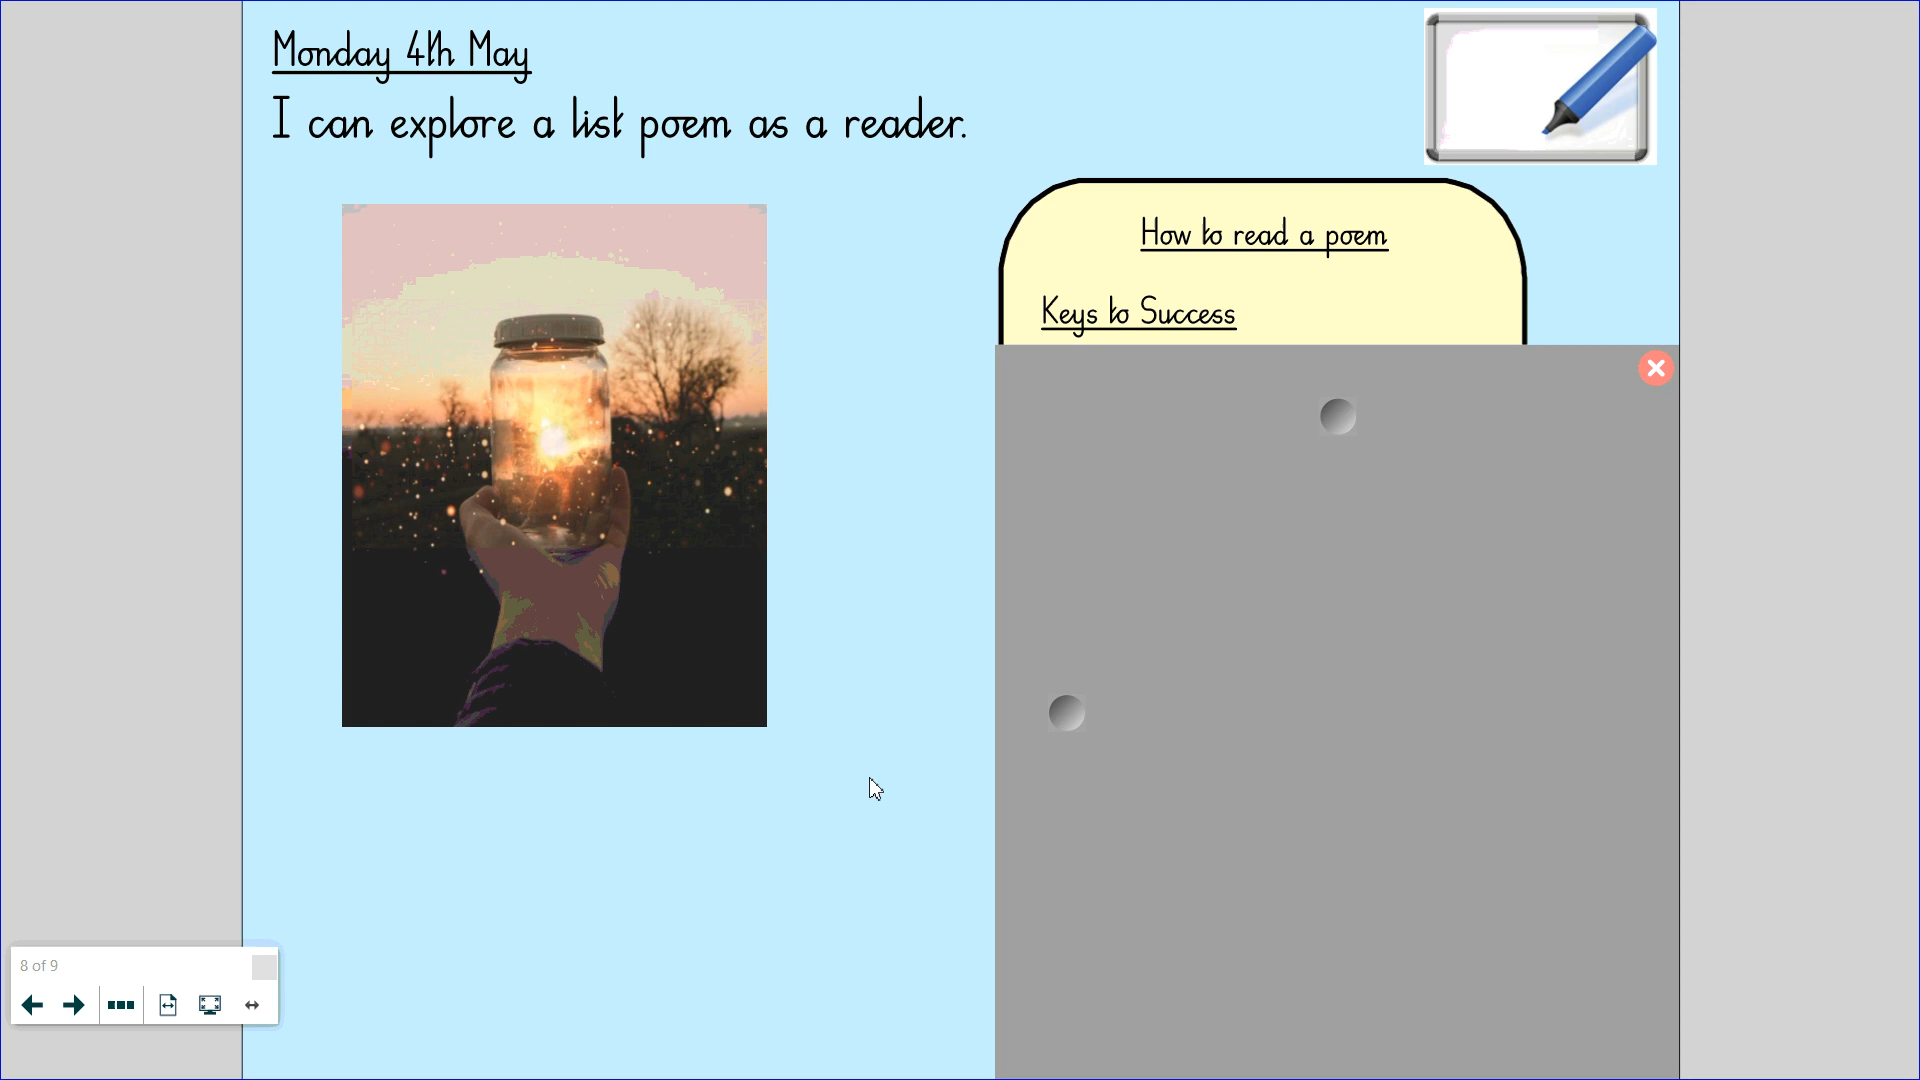 Monday 4th May
I can explore a list poem as a reader.
How to read a poem
Keys to Success
8 of 9